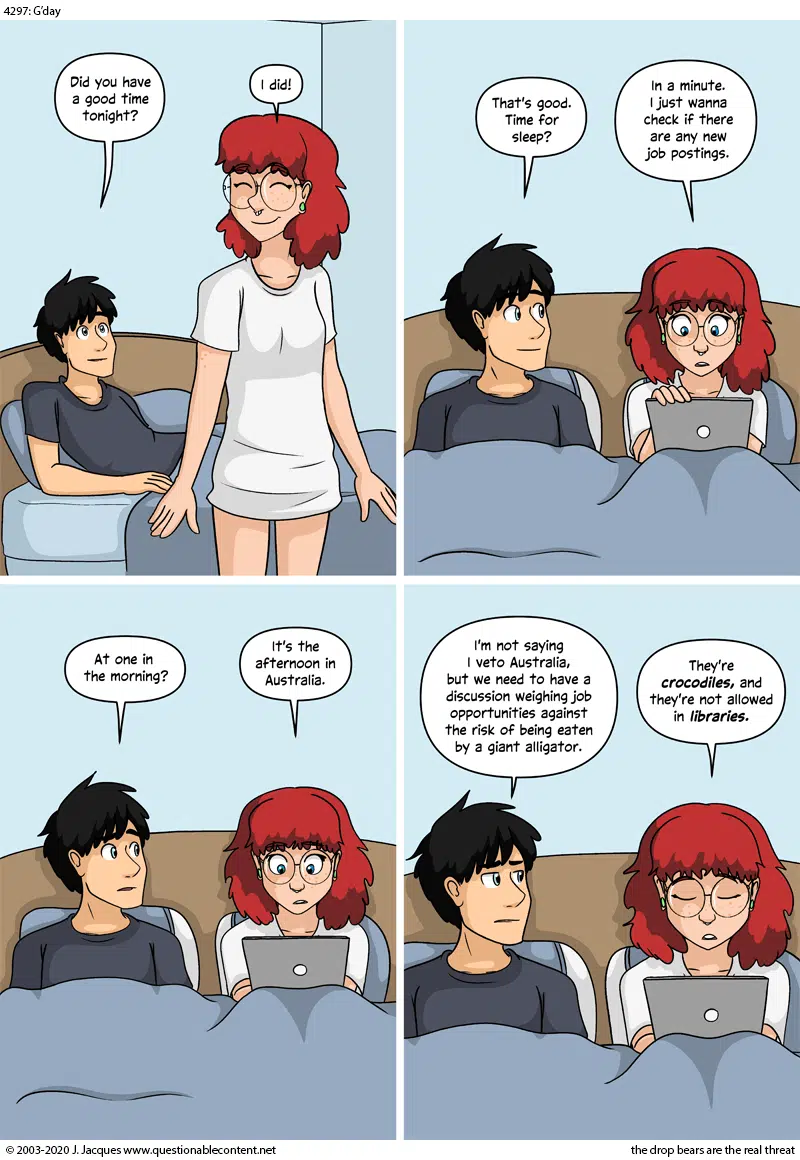 4297: G'day
Did you have
a good time
tonight?
I did!
That's good.
Time for
sleep?
In a minute.
I just wanna
check if there
are any new
job postings.
At one in
the morning?
It's the
afternoon in
Australia.
I'm not saying
I veto Australia,
but we need to have a
discussion weighing job
opportunities against
the risk of being eaten
by a giant alligator.
They're
crocodiles, and
they're not allowed
in libraries.
© 2003-2020 J. Jacques www.questionablecontent.net
the drop bears are the real threat